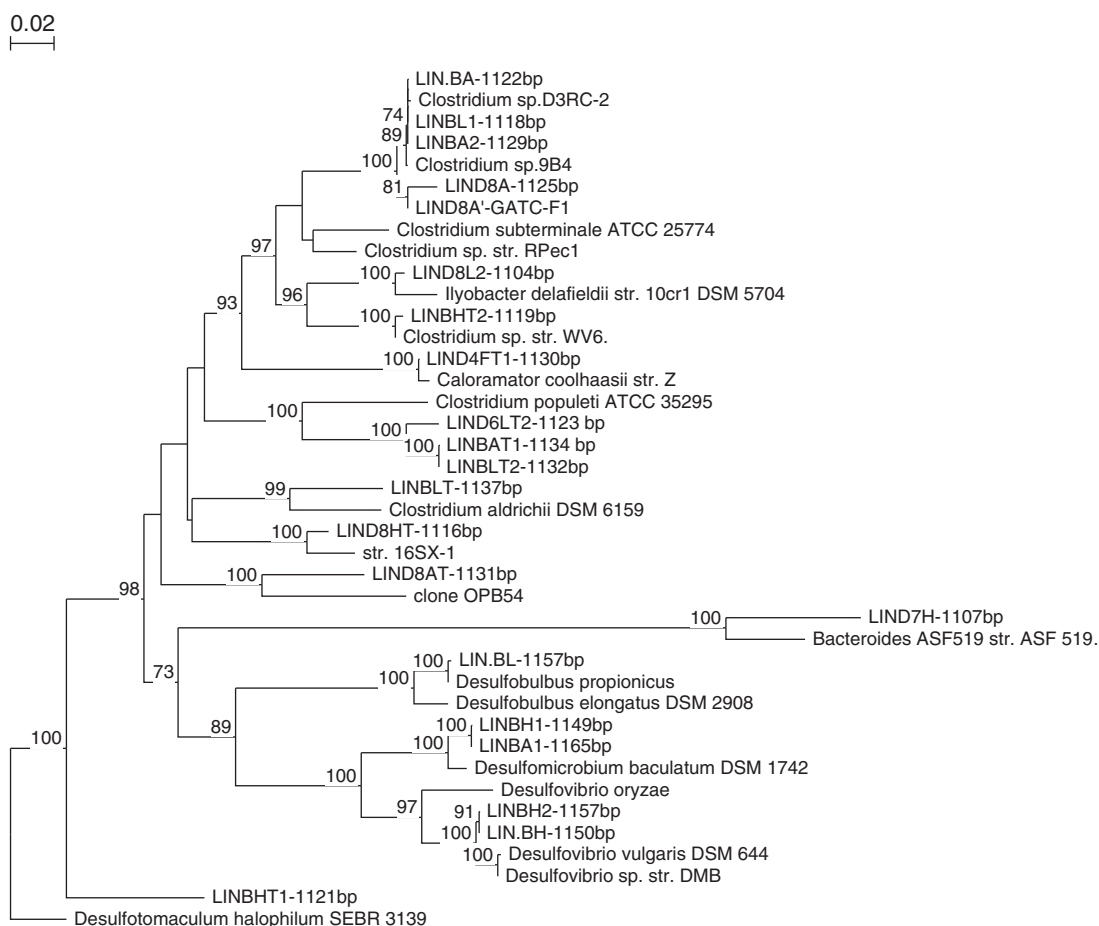 0.02
LIN.BA-1122bp
Clostridium sp.D3RC-2
74
LINBL1-1118bp
89
LINBA2-1129bp
100
Clostridium sp.9B4
81
LIND8A-1125bp
LIND8A'-GATC-F1
Clostridium subterminale ATCC 25774
97
Clostridium sp. str. RPec1
100
LIND8L2-1104bp
96
Ilyobacter delafieldii str. 10cr1 DSM 5704
93
100
LINBHT2-1119bp
Clostridium sp. str. WV6.
100
LIND4FT1-1130bp
Caloramator coolhaasii str. Z
100
Clostridium populeti ATCC 35295
100
LIND6LT2-1123 bp
100
LINBAT1-1134 bp
LINBLT2-1132bp
99
LINBLT-1137bp
Clostridium aldrichii DSM 6159
100
LIND8HT-1116bp
str. 16SX-1
100
LIND8AT-1131bp
98
clone OPB54
100
LIND7H-1107bp
Bacteroides ASF519 str. ASF 519.
73
100
LIN.BL-1157bp
100
Desulfobulbus propionicus
Desulfobulbus elongatus DSM 2908
89
100
LINBH1-1149bp
100
LINBA1-1165bp
100
Desulfomicrobium baculatum DSM 1742
100
Desulfovibrio oryzae
97
91
LINBH2-1157bp
100
LIN.BH-1150bp
100
Desulfovibrio vulgaris DSM 644
Desulfovibrio sp. str. DMB
LINBHT1-1121bp
Desulfotomaculum halophilum SEBR 3139